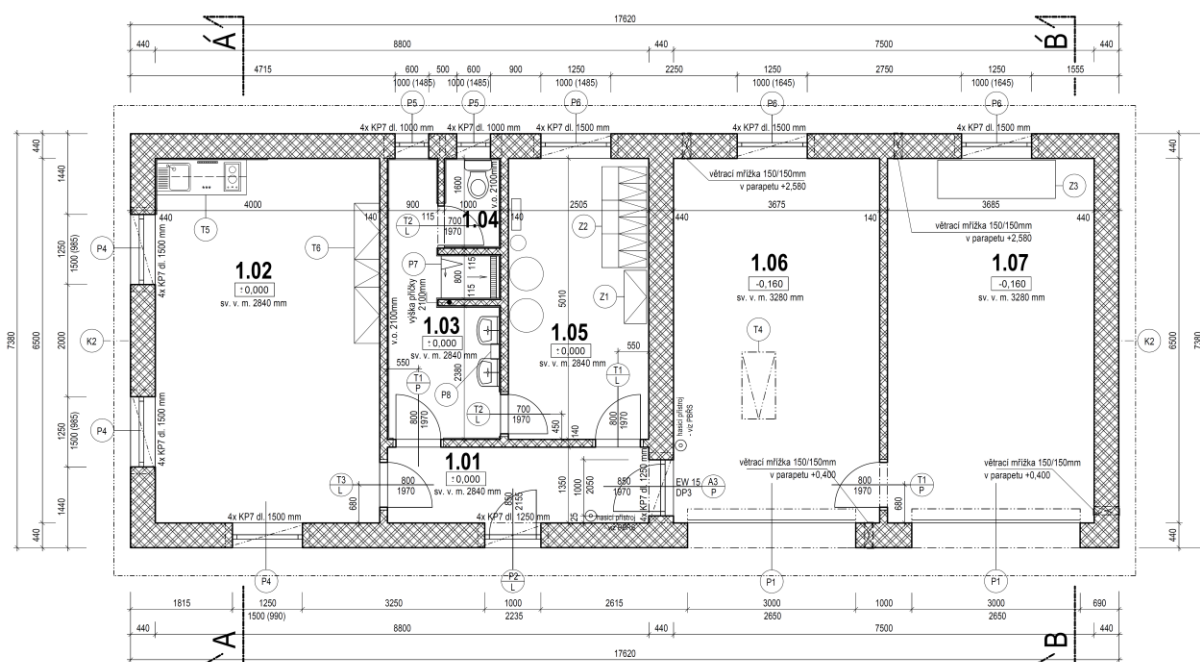 17620
440 8800 440 7500 440
4715 600 500 600 900 1250 2250 1250 2750 1250 1555
1000 (1485) 1000 (1485) 1000 (1485) 1000 (1645) 1000 (1645)
A B
P5 P5 P6 P6 P6
4x KP7 dl. 1000 mm 4x KP7 dl. 1000 mm 4x KP7 dl. 1500 mm 4x KP7 dl. 1500 mm 4x KP7 dl. 1500 mm
větrací mřížka 150/150mm
v parapetu +2,580
větrací mřížka 150/150mm
v parapetu +2,580
Z3
T5
440 4000 140 900 115 1000 140 2505 440 3675 140 3685 440
1600
v.o. 2100mm
T2
L
700
1970
1.04
Z2
T6
P7
800
115
115
Z1
5010
1.02
±0,000
sv. v. m. 2840 mm
v.o. 2100mm
výška příčky
2100mm
1.03
±0,000
sv. v. m. 2840 mm
1.05
±0,000
sv. v. m. 2840 mm
1.06
-0,160
sv. v. m. 3280 mm
1.07
-0,160
sv. v. m. 3280 mm
T4
K2
K2
P4
4x KP7 dl. 1500 mm
P4
4x KP7 dl. 1500 mm
7380
6500
440
1440
1250
1500 (985)
2000
1250
1500 (985)
1440
440
440
6500
7380
440
550
T1
P
2380
P8
T2
L
700
1970
450
140
550
T1
L
800
1970
800
1970
hasicí přístroj
- viz PBŘS
1.01
±0,000
sv. v. m. 2840 mm
T3
L
800
1970
680
850
2155
1350
1000
2050
25
850
1970
EW 15
DP3
A3
P
4x KP7 dl. 1250 mm
hasicí přístroj
- viz PBŘS
větrací mřížka 150/150mm
v parapetu +0,400
větrací mřížka 150/150mm
v parapetu +0,400
800
1970
T1
P
680
4x KP7 dl. 1500 mm 4x KP7 dl. 1250 mm
P4 P2 P1 P1
L
1815 1250 3250 1000 2615 3000 1000 3000 690
1500 (990) 2235 2650 2650
440 8800 440 7500 440
A B
17620